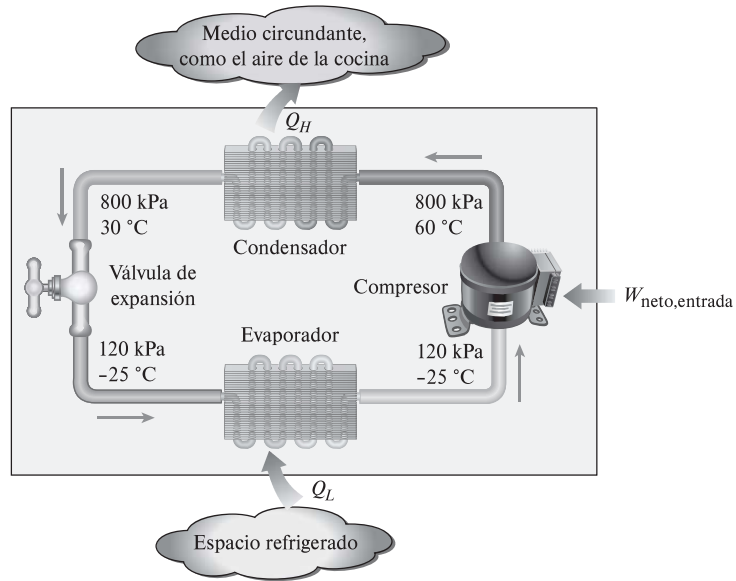 Medio circundante,
como el aire de la cocina
Q_H
800 kPa
30 °C
800 kPa
60 °C
Condensador
Válvula de
expansión
Compresor
W_neto,entrada
Evaporador
120 kPa
–25 °C
120 kPa
–25 °C
Q_L
Espacio refrigerado